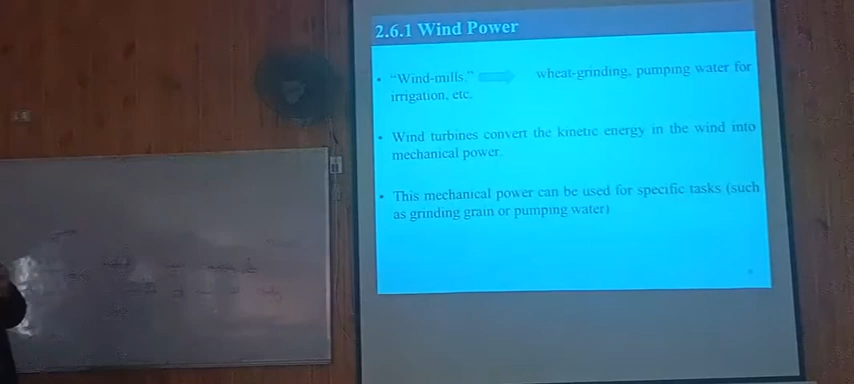 2.6.1 Wind Power
• "Wind-mills." wheat-grinding, pumping water for
irrigation, etc.
• Wind turbines convert the kinetic energy in the wind into
mechanical power.
• This mechanical power can be used for specific tasks (such
as grinding grain or pumping water)